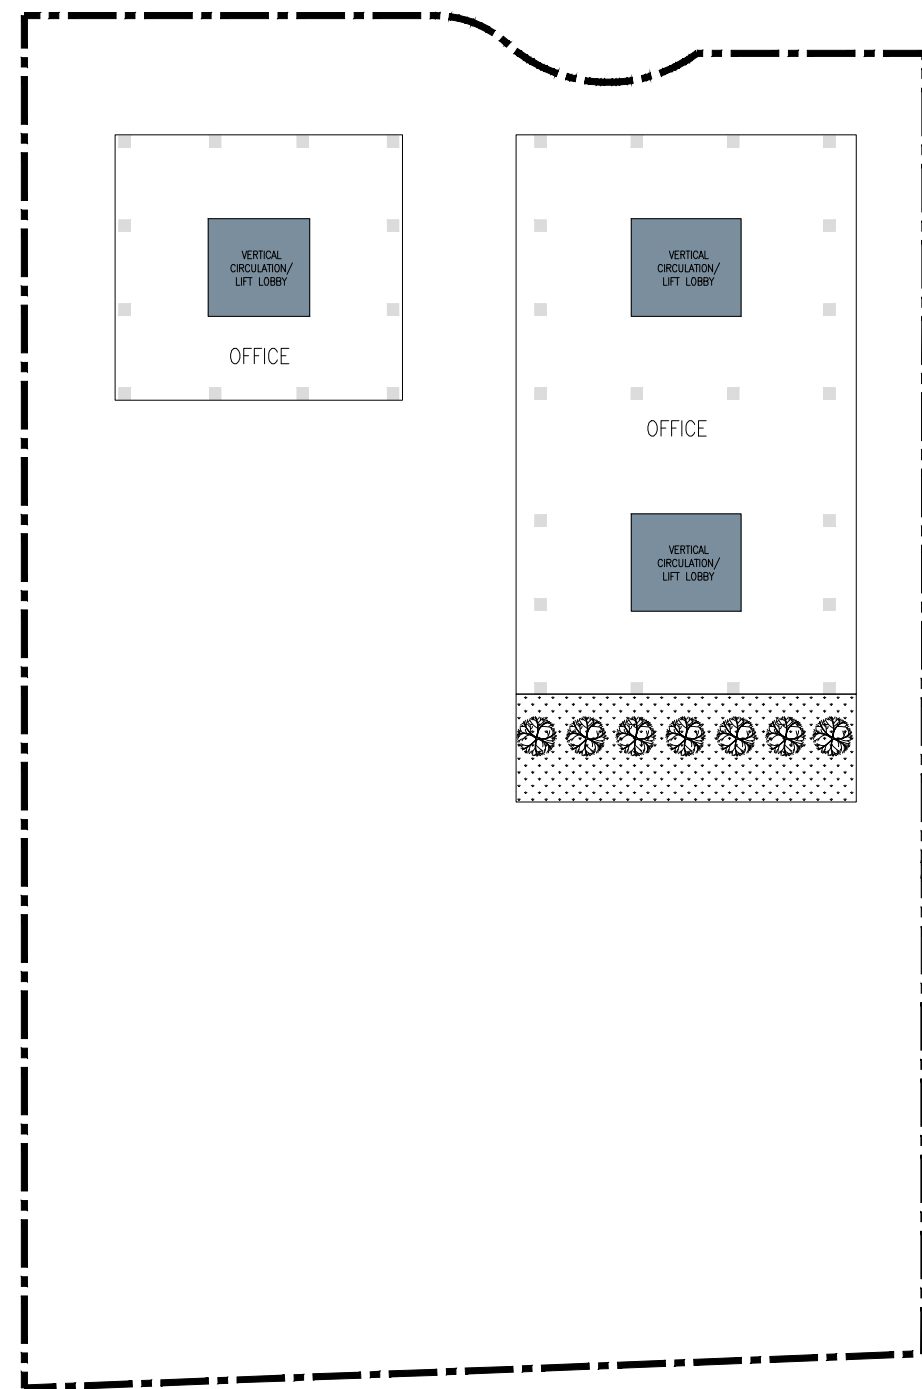 VERTICAL
CIRCULATION/
LIFT LOBBY
OFFICE
VERTICAL
CIRCULATION/
LIFT LOBBY
OFFICE
VERTICAL
CIRCULATION/
LIFT LOBBY